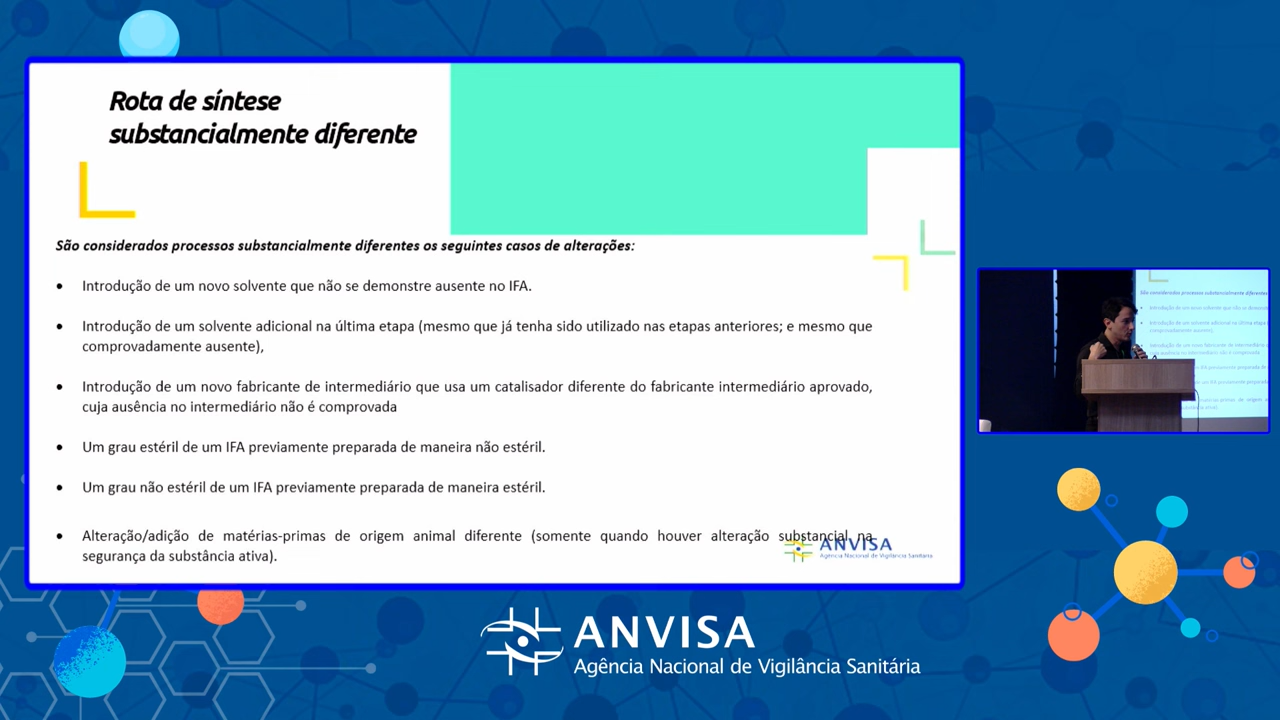 Rota de síntese
substancialmente diferente
São considerados processos substancialmente diferentes os seguintes casos de alterações:
• Introdução de um novo solvente que não se demonstre ausente no IFA.
• Introdução de um solvente adicional na última etapa (mesmo que já tenha sido utilizado nas etapas anteriores; e mesmo que
comprovadamente ausente),
• Introdução de um novo fabricante de intermediário que usa um catalisador diferente do fabricante intermediário aprovado,
cuja ausência no intermediário não é comprovada
• Um grau estéril de um IFA previamente preparada de maneira não estéril.
• Um grau não estéril de um IFA previamente preparada de maneira estéril.
• Alteração/adição de matérias-primas de origem animal diferente (somente quando houver alteração substancial na
segurança da substância ativa).
ANVISA
Agência Nacional de Vigilância Sanitária
São considerados processos substancialmente diferentes
ANVISA
Agência Nacional de Vigilância Sanitária